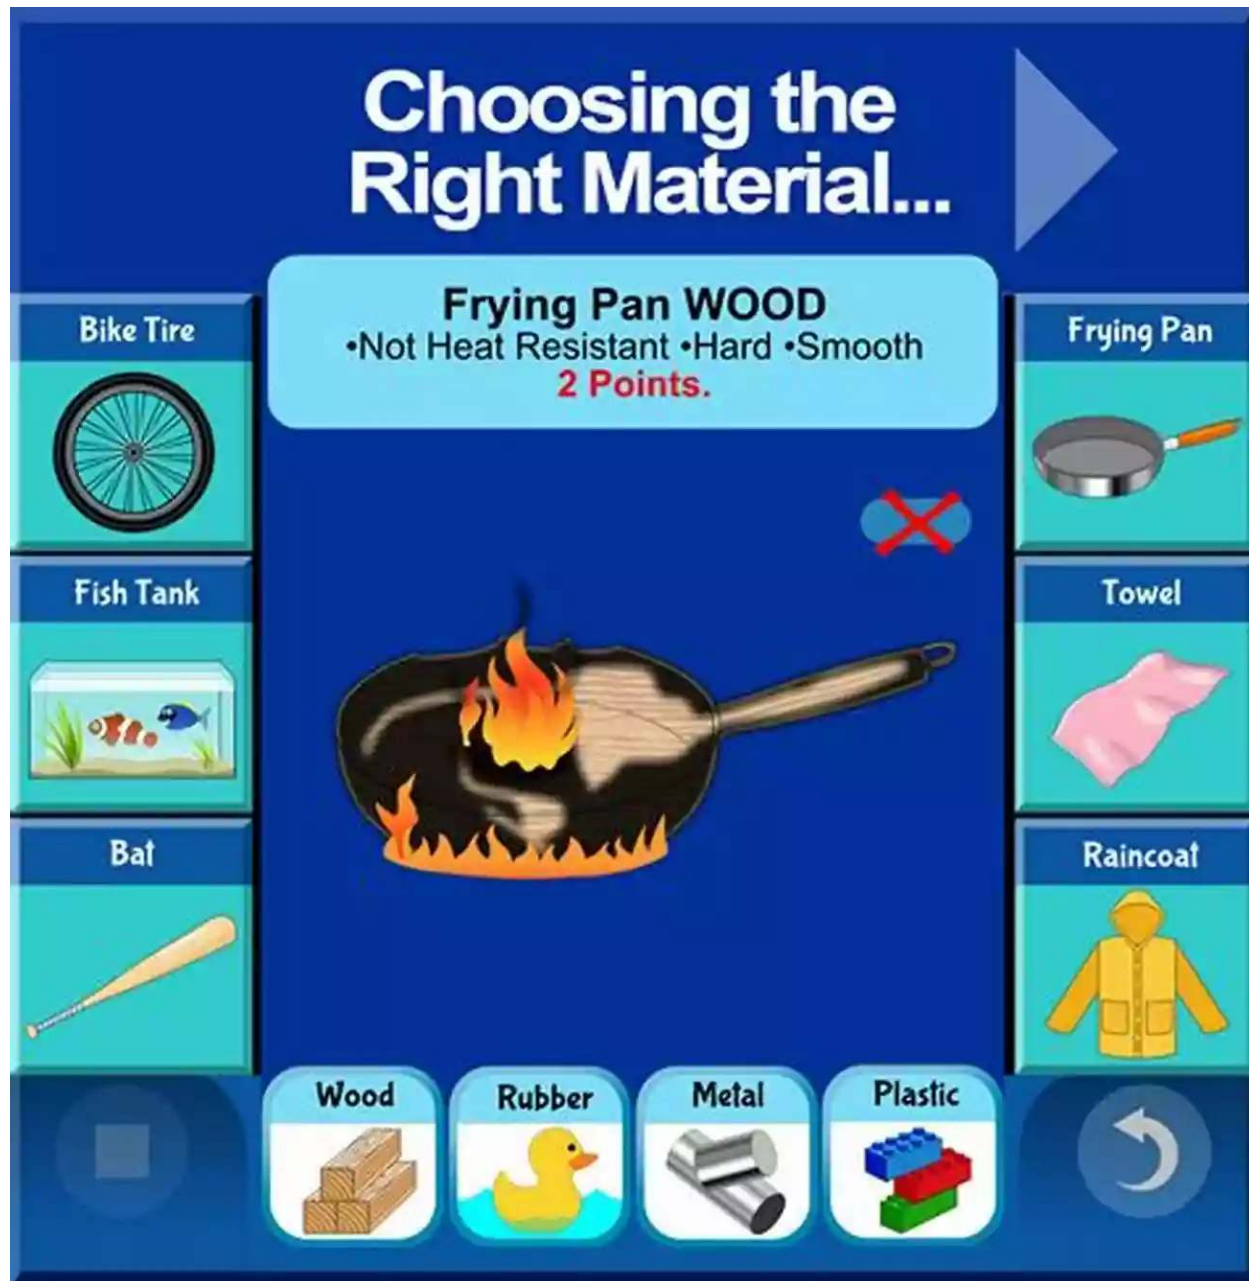 Choosing the
Right Material...
Frying Pan WOOD
•Not Heat Resistant •Hard •Smooth
2 Points.
Bike Tire
Frying Pan
Fish Tank
Towel
Bat
Raincoat
Wood
Rubber
Metal
Plastic